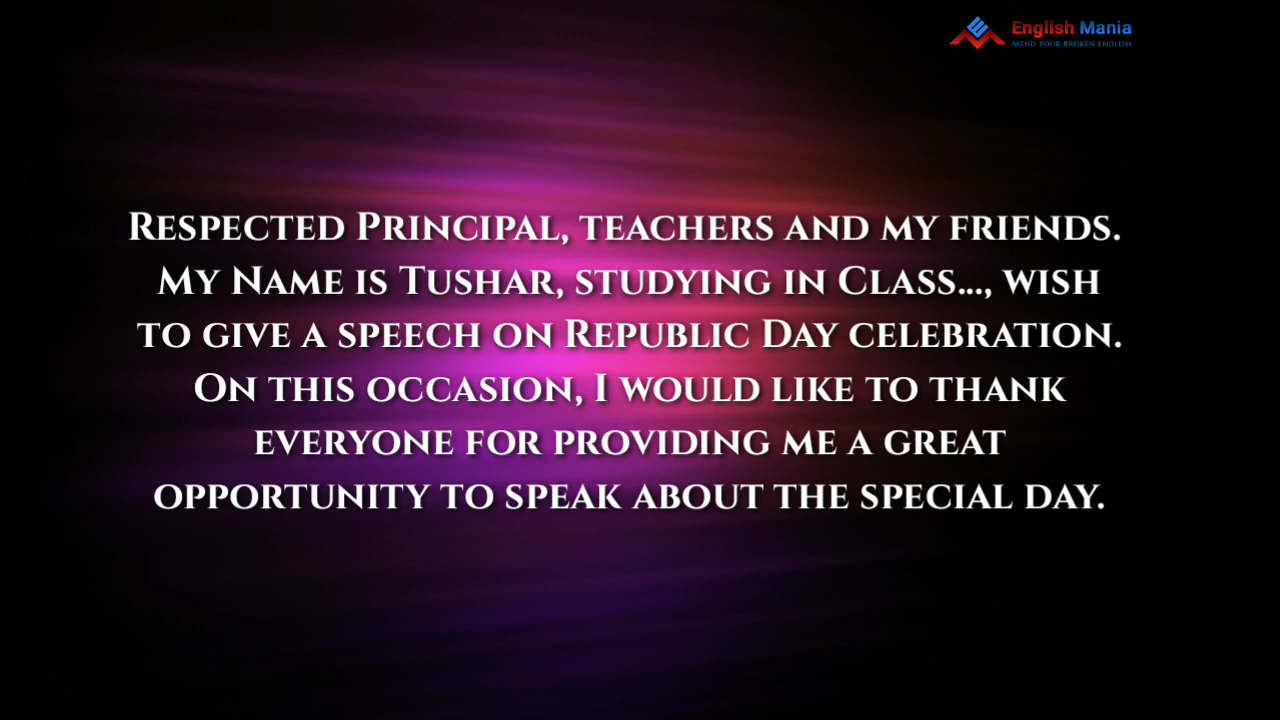 English Mania
Mend Your Broken English
Respected Principal, teachers and my friends.
My Name is Tushar, studying in Class..., wish
to give a speech on Republic Day celebration.
On this occasion, I would like to thank
everyone for providing me a great
opportunity to speak about the special day.